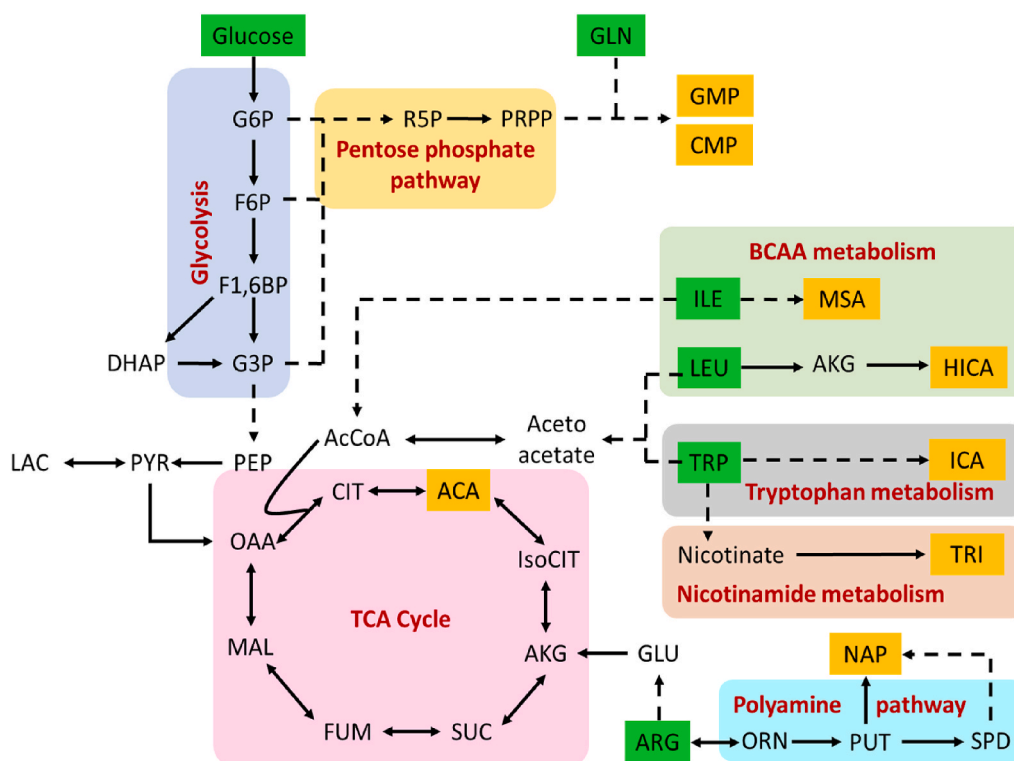 Glucose
GLN
GMP
G6P
R5P
PRPP
CMP
Pentose phosphate
pathway
Glycolysis
F6P
BCAA metabolism
F1,6BP
ILE
MSA
DHAP
G3P
LEU
AKG
HICA
AcCoA
Aceto
acetate
LAC
PYR
PEP
TRP
ICA
CIT
ACA
Tryptophan metabolism
OAA
IsoCIT
Nicotinate
TRI
Nicotinamide metabolism
TCA Cycle
MAL
AKG
GLU
NAP
Polyamine pathway
FUM
SUC
ARG
ORN
PUT
SPD